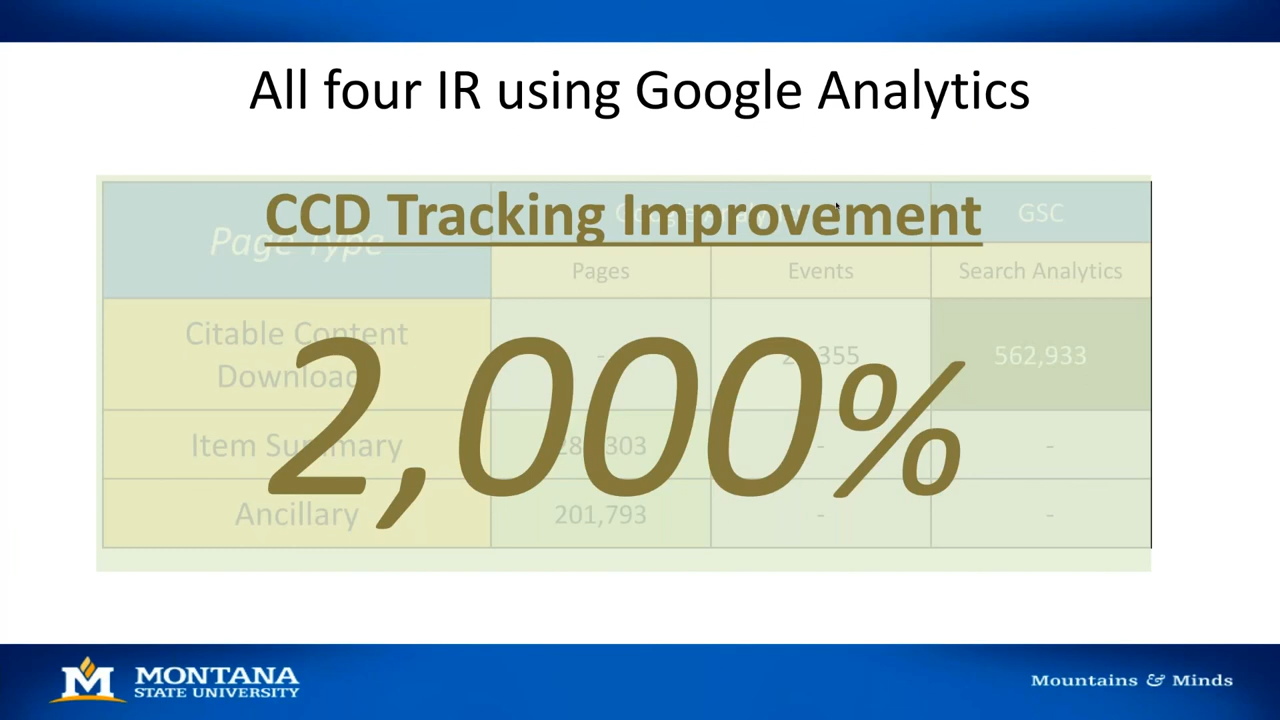 All four IR using Google Analytics
CCD Tracking Improvement
GSC
Page Type
Pages
Events
Search Analytics
Citable Content
Download
-
562,933
2,000%
Item Summary
-
-
Ancillary
201,793
-
-
M
MONTANA
STATE UNIVERSITY
Mountains & Minds